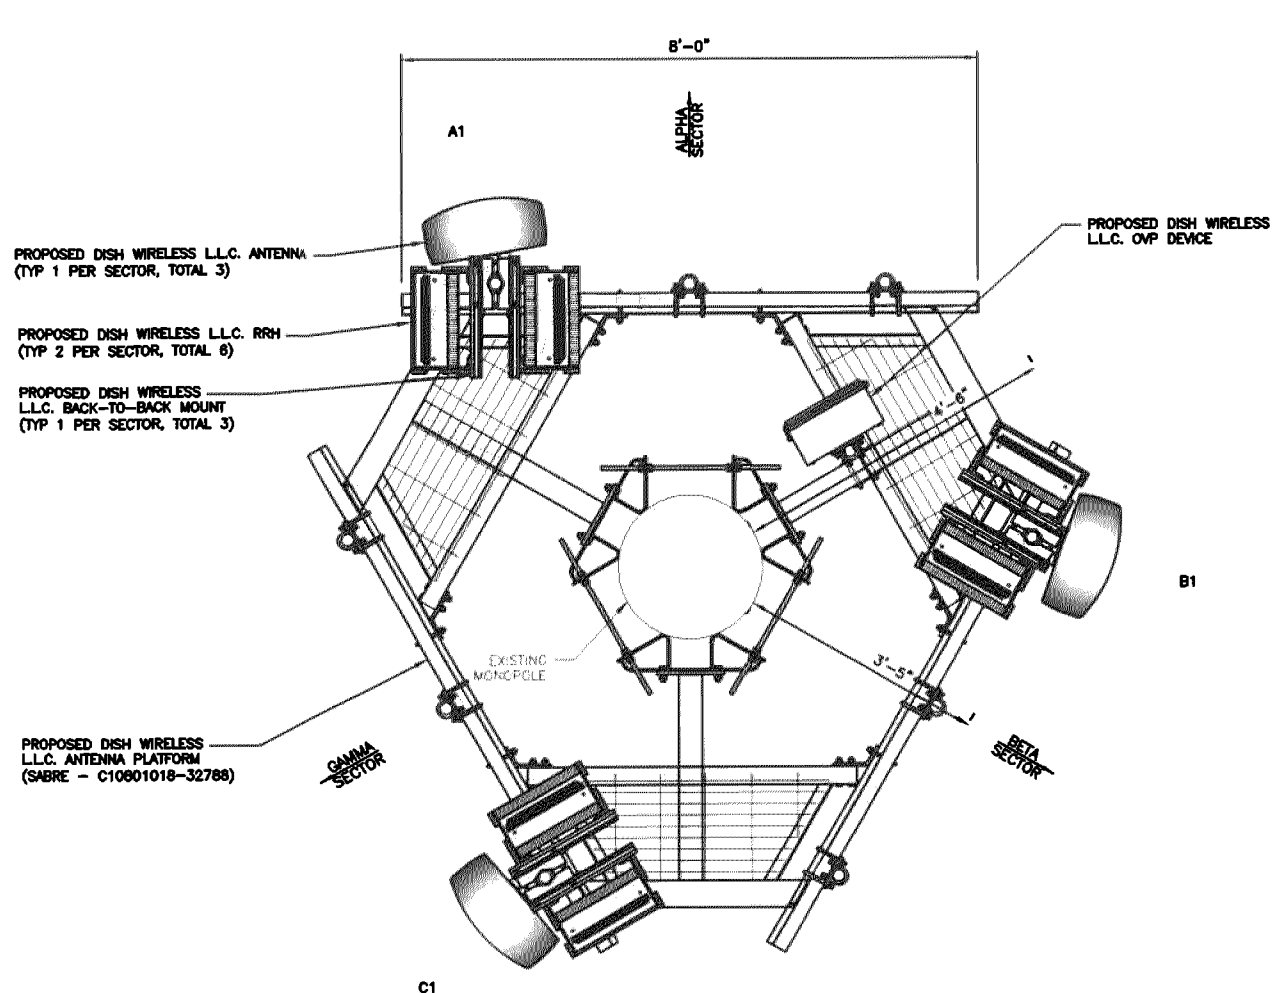 8'-0"
ALPHA
SECTOR
A1
PROPOSED DISH WIRELESS
L.L.C. OVP DEVICE
PROPOSED DISH WIRELESS L.L.C. ANTENNA
(TYP 1 PER SECTOR, TOTAL 3)
PROPOSED DISH WIRELESS L.L.C. RRH
(TYP 2 PER SECTOR, TOTAL 6)
PROPOSED DISH WIRELESS
L.L.C. BACK-TO-BACK MOUNT
(TYP 1 PER SECTOR, TOTAL 3)
4'-6"
B1
EXISTING
MONOPOLE
3'-5"
PROPOSED DISH WIRELESS
L.L.C. ANTENNA PLATFORM
(SABRE - C10801018-32788)
GAMMA
SECTOR
BETA
SECTOR
C1